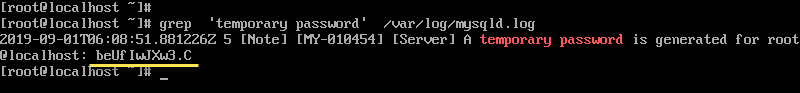 [root@localhost ~]#
[root@localhost ~]# grep  'temporary password'  /var/log/mysqld.log
2019-09-01T06:08:51.881226Z 5 [Note] [MY-010454] [Server] A temporary password is generated for root
@localhost: beUfIwJXw3.C
[root@localhost ~]# _